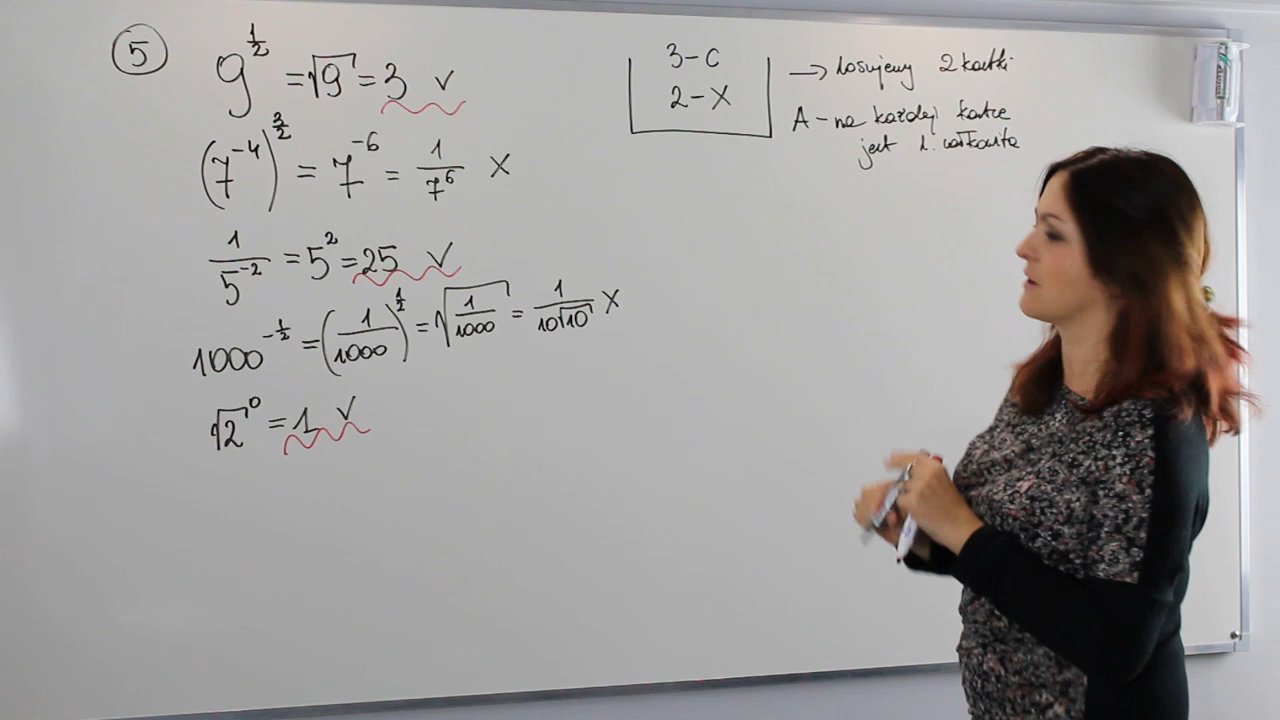 5
9^{1/2} = √9 = 3 ✓
(7^{-4})^{3/2} = 7^{-6} = 1/7^6 X
1/5^{-2} = 5^2 = 25 ✓
1000^{-1/2} = (1/1000)^{1/2} = √(1/1000) = 1/(10√10) X
√2^0 = 1 ✓
3-C
2-X
→ losujemy 2 kartki
A - na każdej kartce
jest l. całkowita